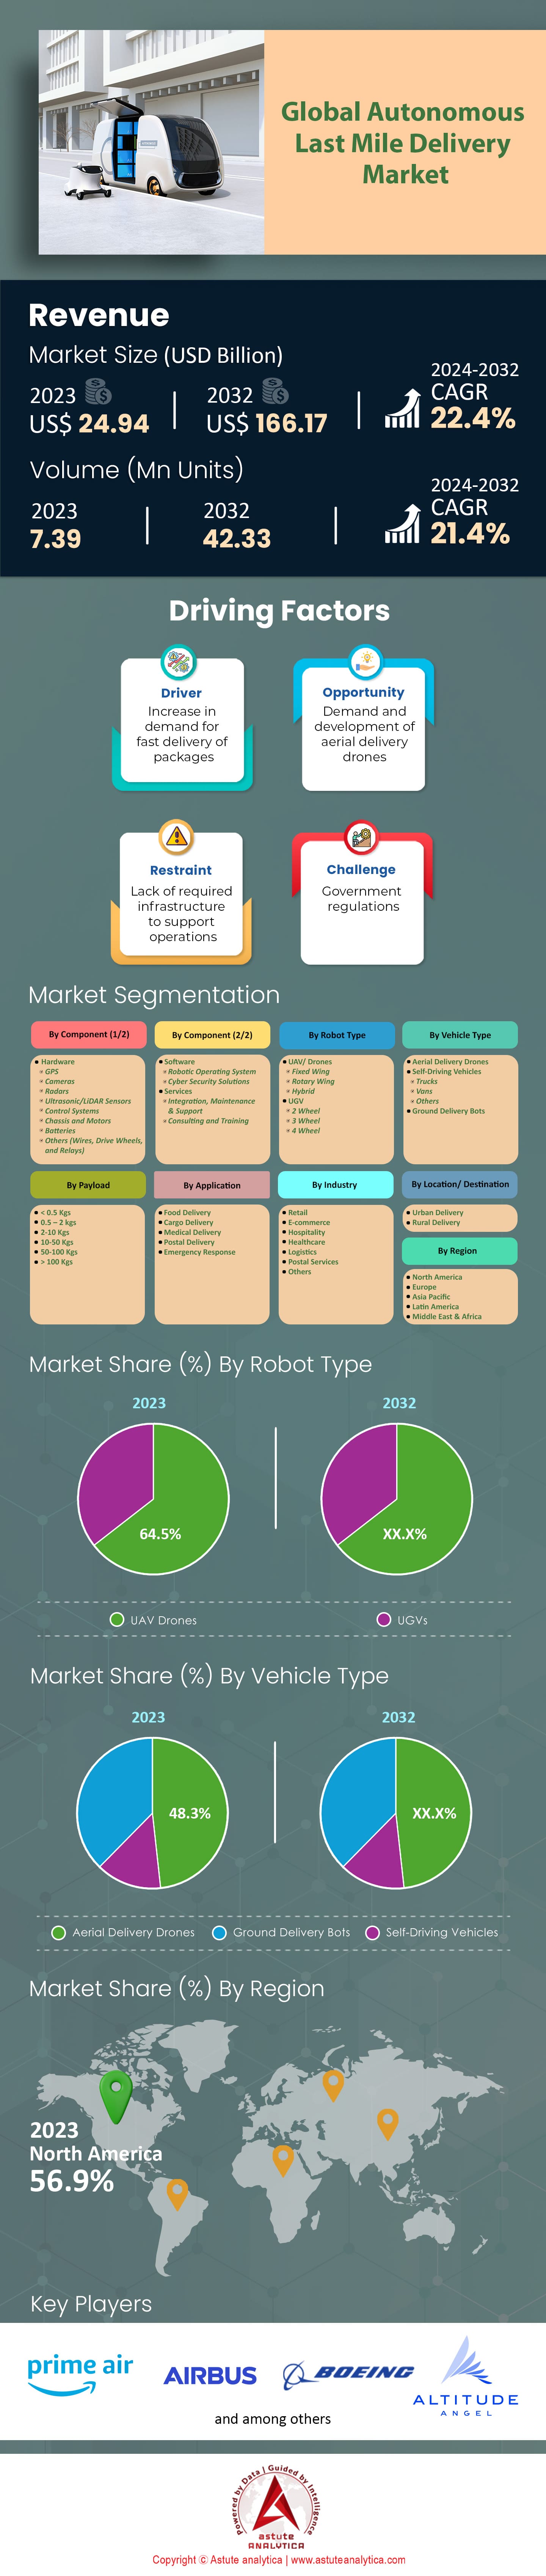 Global Autonomous
Last Mile Delivery
Market
Revenue
Market Size (USD Billion)
2023
US$ 24.94
2032
US$ 166.17
2024-2032
CAGR
22.4%
Volume (Mn Units)
2023
7.39
2032
42.33
2024-2032
CAGR
21.4%
Driving Factors
Driver
Increase in
demand for
fast delivery of
packages
Opportunity
Demand and
development of
aerial delivery
drones
Restraint
Lack of required
infrastructure
to support
operations
Challenge
Government
regulations
Market Segmentation
By Component (1/2)
Hardware
GPS
Cameras
Radars
Ultrasonic/LiDAR Sensors
Control Systems
Chassis and Motors
Batteries
Others (Wires, Drive Wheels,
and Relays)
By Component (2/2)
Software
Robotic Operating System
Cyber Security Solutions
Services
Integration, Maintenance
& Support
Consulting and Training
By Robot Type
UAV/ Drones
Fixed Wing
Rotary Wing
Hybrid
UGV
2 Wheel
3 Wheel
4 Wheel
By Vehicle Type
Aerial Delivery Drones
Self-Driving Vehicles
Trucks
Vans
Others
Ground Delivery Bots
By Payload
< 0.5 Kgs
0.5 – 2 kgs
2-10 Kgs
10-50 Kgs
50-100 Kgs
> 100 Kgs
By Application
Food Delivery
Cargo Delivery
Medical Delivery
Postal Delivery
Emergency Response
By Industry
Retail
E-commerce
Hospitality
Healthcare
Logistics
Postal Services
Others
By Location/ Destination
Urban Delivery
Rural Delivery
By Region
North America
Europe
Asia Pacific
Latin America
Middle East & Africa
Market Share (%) By Robot Type
2023
64.5%
2032
XX.X%
UAV Drones
UGVs
Market Share (%) By Vehicle Type
2023
48.3%
2032
XX.X%
Aerial Delivery Drones
Ground Delivery Bots
Self-Driving Vehicles
Market Share (%) By Region
2023
North America
56.9%
Key Players
prime air
AIRBUS
BOEING
ALTITUDE
ANGEL
and among others
Powered by Data | Guided by Intelligence
astute
ANALYTICA
Copyright © Astute analytica | www.astuteanalytica.com